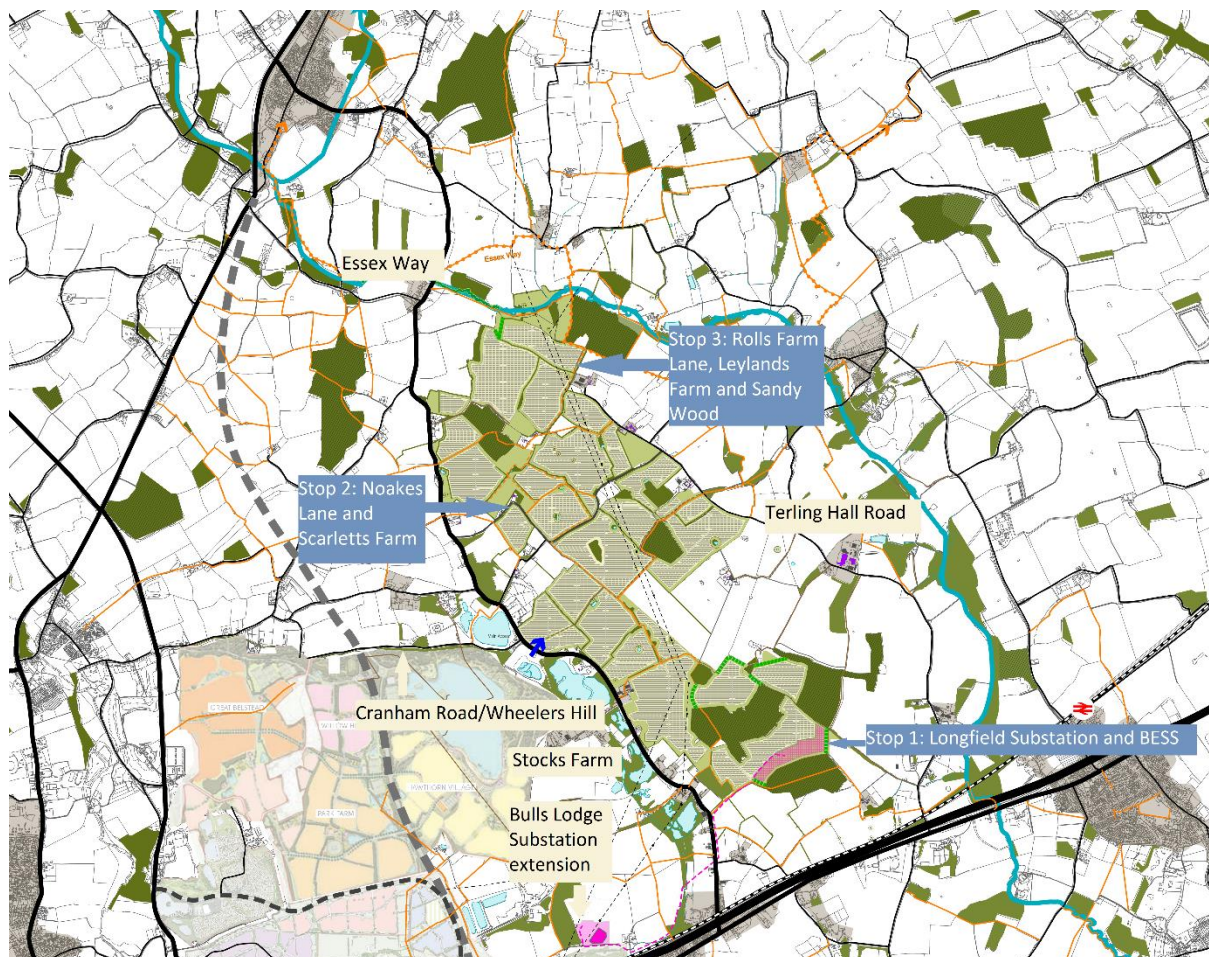 Essex Way
Essex Way
Stop 3: Rolls Farm
Lane, Leylands
Farm and Sandy
Wood
Stop 2: Noakes
Lane and
Scarletts Farm
Terling Hall Road
Cranham Road/Wheelers Hill
Stop 1: Longfield Substation and BESS
GREAT BELSTEAD
PARK FARM
Stocks Farm
Bulls Lodge
Substation
extension